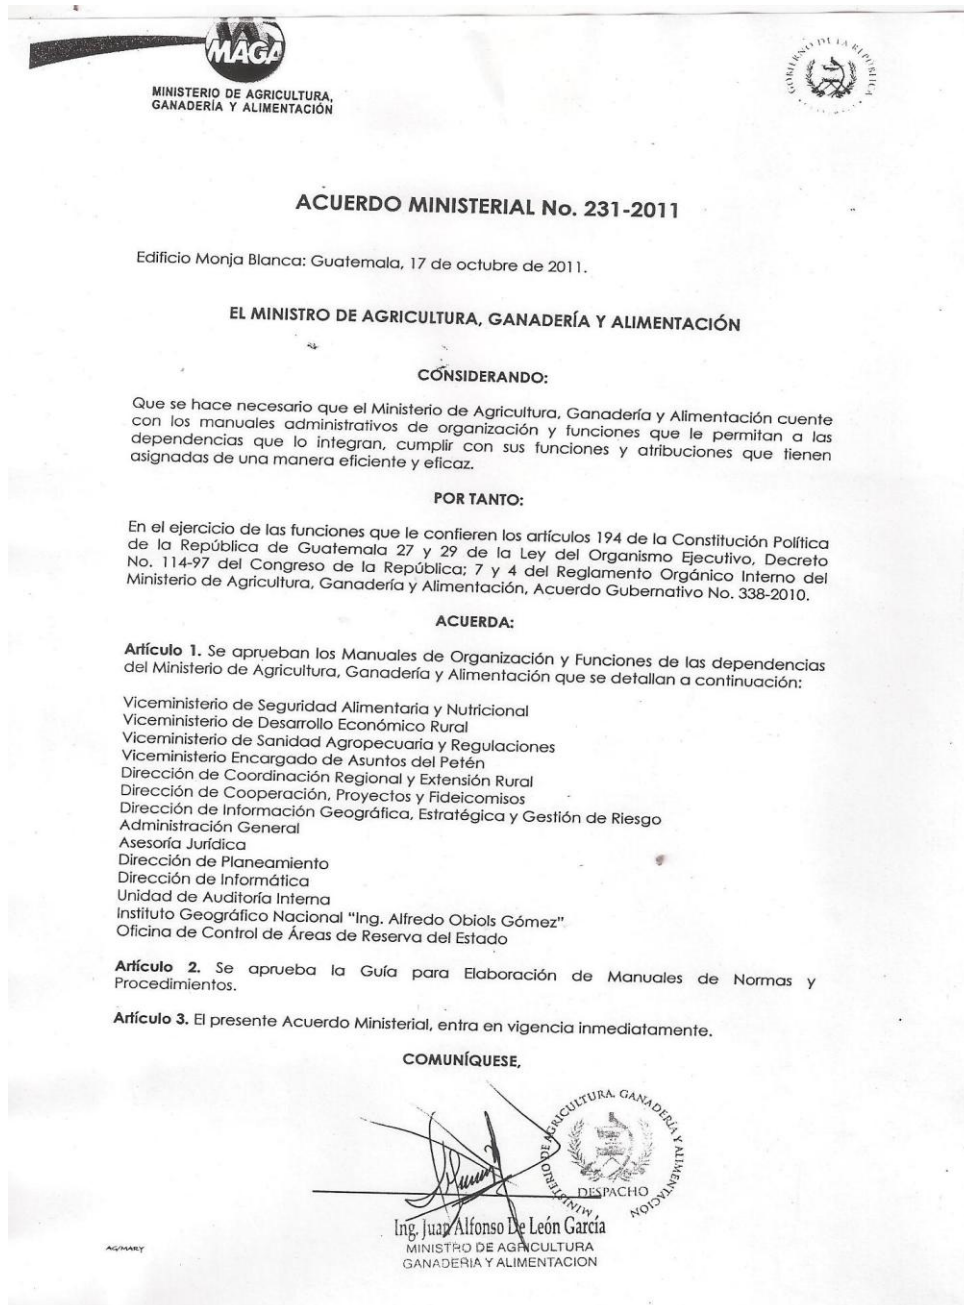 MAGA
MINISTERIO DE AGRICULTURA,
GANADERÍA Y ALIMENTACIÓN
GOBIERNO DE LA REPUBLICA
ACUERDO MINISTERIAL No. 231-2011
Edificio Monja Blanca: Guatemala, 17 de octubre de 2011.
EL MINISTRO DE AGRICULTURA, GANADERÍA Y ALIMENTACIÓN
CONSIDERANDO:
Que se hace necesario que el Ministerio de Agricultura, Ganadería y Alimentación cuente
con los manuales administrativos de organización y funciones que le permitan a las
dependencias que lo integran, cumplir con sus funciones y atribuciones que tienen
asignadas de una manera eficiente y eficaz.
POR TANTO:
En el ejercicio de las funciones que le confieren los artículos 194 de la Constitución Política
de la República de Guatemala 27 y 29 de la Ley del Organismo Ejecutivo, Decreto
No. 114-97 del Congreso de la República; 7 y 4 del Reglamento Orgánico Interno del
Ministerio de Agricultura, Ganadería y Alimentación, Acuerdo Gubernativo No. 338-2010.
ACUERDA:
Artículo 1. Se aprueban los Manuales de Organización y Funciones de las dependencias
del Ministerio de Agricultura, Ganadería y Alimentación que se detallan a continuación:
Viceministerio de Seguridad Alimentaria y Nutricional
Viceministerio de Desarrollo Económico Rural
Viceministerio de Sanidad Agropecuaria y Regulaciones
Viceministerio Encargado de Asuntos del Petén
Dirección de Coordinación Regional y Extensión Rural
Dirección de Cooperación, Proyectos y Fideicomisos
Dirección de Información Geográfica, Estratégica y Gestión de Riesgo
Administración General
Asesoría Jurídica
Dirección de Planeamiento
Dirección de Informática
Unidad de Auditoría Interna
Instituto Geográfico Nacional "Ing. Alfredo Obiols Gómez"
Oficina de Control de Áreas de Reserva del Estado
Artículo 2. Se aprueba la Guía para Elaboración de Manuales de Normas y
Procedimientos.
Artículo 3. El presente Acuerdo Ministerial, entra en vigencia inmediatamente.
COMUNÍQUESE,
MINISTERIO DE AGRICULTURA, GANADERÍA Y ALIMENTACION
DESPACHO
Ing. Juan Alfonso De León García
MINISTRO DE AGRICULTURA
GANADERIA Y ALIMENTACION
AG/MARY